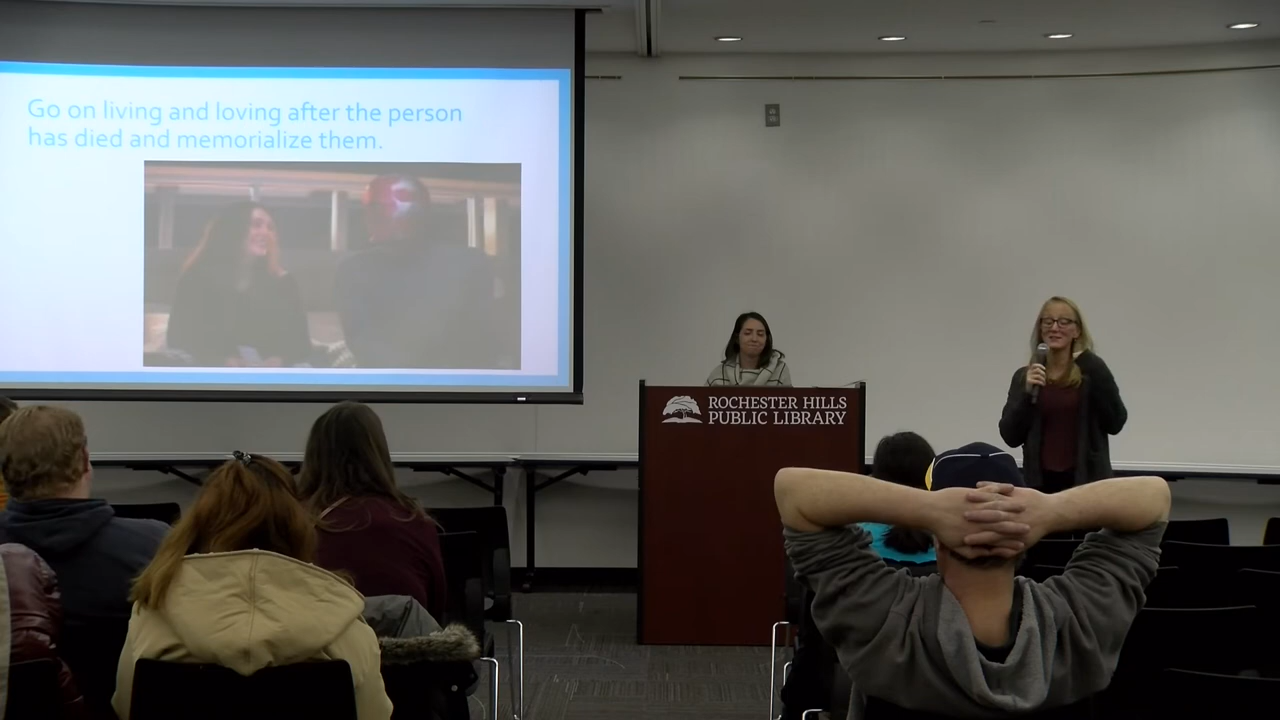 Go on living and loving after the person
has died and memorialize them.
ROCHESTER HILLS
PUBLIC LIBRARY